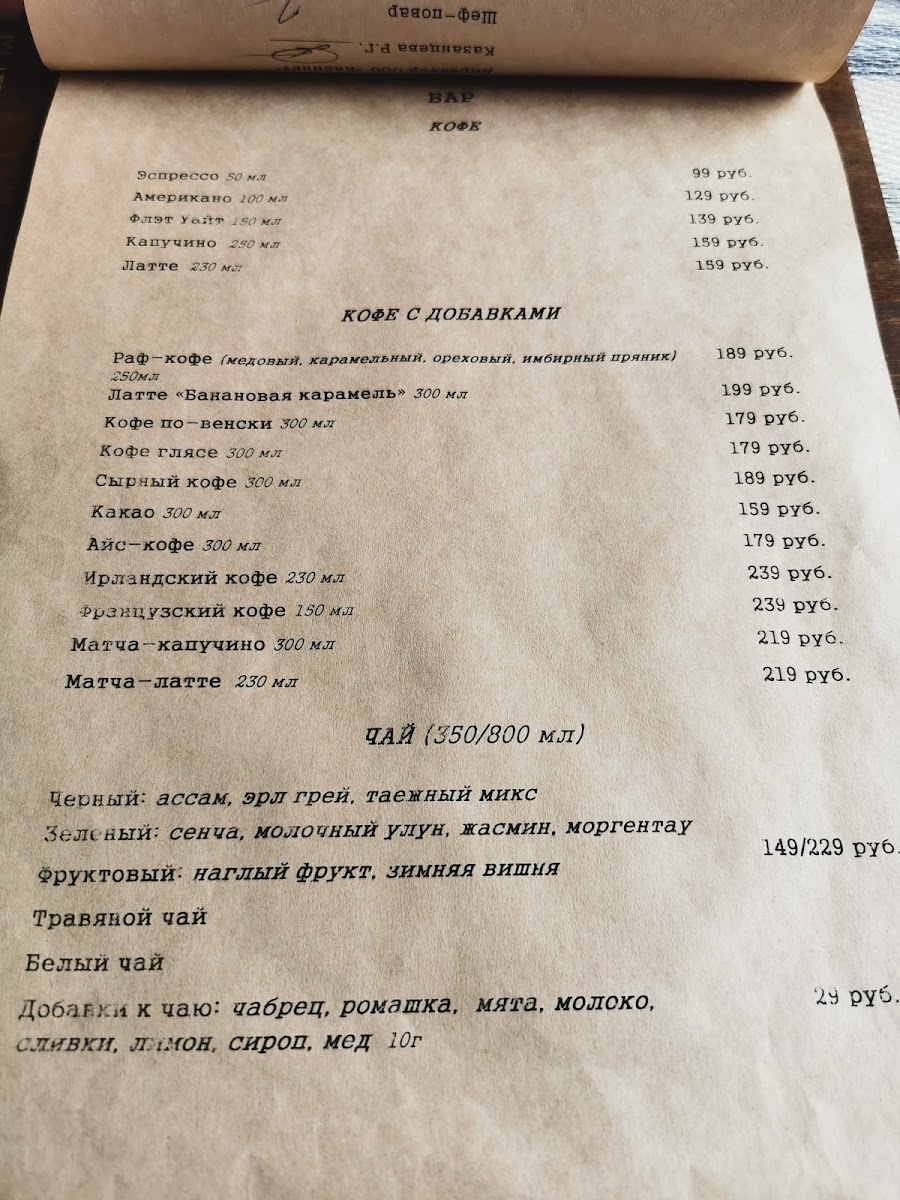 Шеф-повар
Казанцева Р.Г.
БАР
КОФЕ
Эспрессо 50 мл 99 руб.
Американо 100 мл 129 руб.
Флэт Уайт 150 мл 139 руб.
Капучино 250 мл 159 руб.
Латте 230 мл 159 руб.
КОФЕ С ДОБАВКАМИ
Раф-кофе (медовый, карамельный, ореховый, имбирный пряник) 189 руб.
250мл
Латте «Банановая карамель» 300 мл 199 руб.
Кофе по-венски 300 мл 179 руб.
Кофе глясе 300 мл 179 руб.
Сырный кофе 300 мл 189 руб.
Какао 300 мл 159 руб.
Айс-кофе 300 мл 179 руб.
Ирландский кофе 230 мл 239 руб.
Французский кофе 150 мл 239 руб.
Матча-капучино 300 мл 219 руб.
Матча-латте 230 мл 219 руб.
ЧАЙ (350/800 мл)
Черный: ассам, эрл грей, таежный микс
Зеленый: сенча, молочный улун, жасмин, моргентау
149/229 руб.
Фруктовый: наглый фрукт, зимняя вишня
Травяной чай
Белый чай
Добавки к чаю: чабрец, ромашка, мята, молоко, 29 руб.
сливки, лимон, сироп, мед 10г